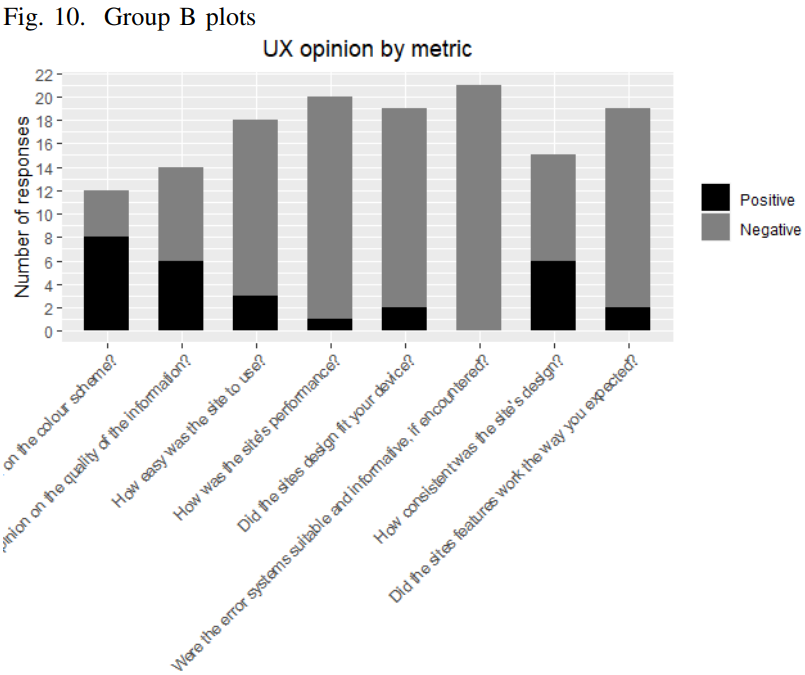 Fig. 10. Group B plots
UX opinion by metric
Number of responses
22
20
18
16
14
12
10
8
6
4
2
0
Positive
Negative
on the colour scheme?
pinion on the quality of the information?
How easy was the site to use?
How was the site's performance?
Did the sites design fit your device?
Were the error systems suitable and informative, if encountered?
How consistent was the site's design?
Did the sites features work the way you expected?